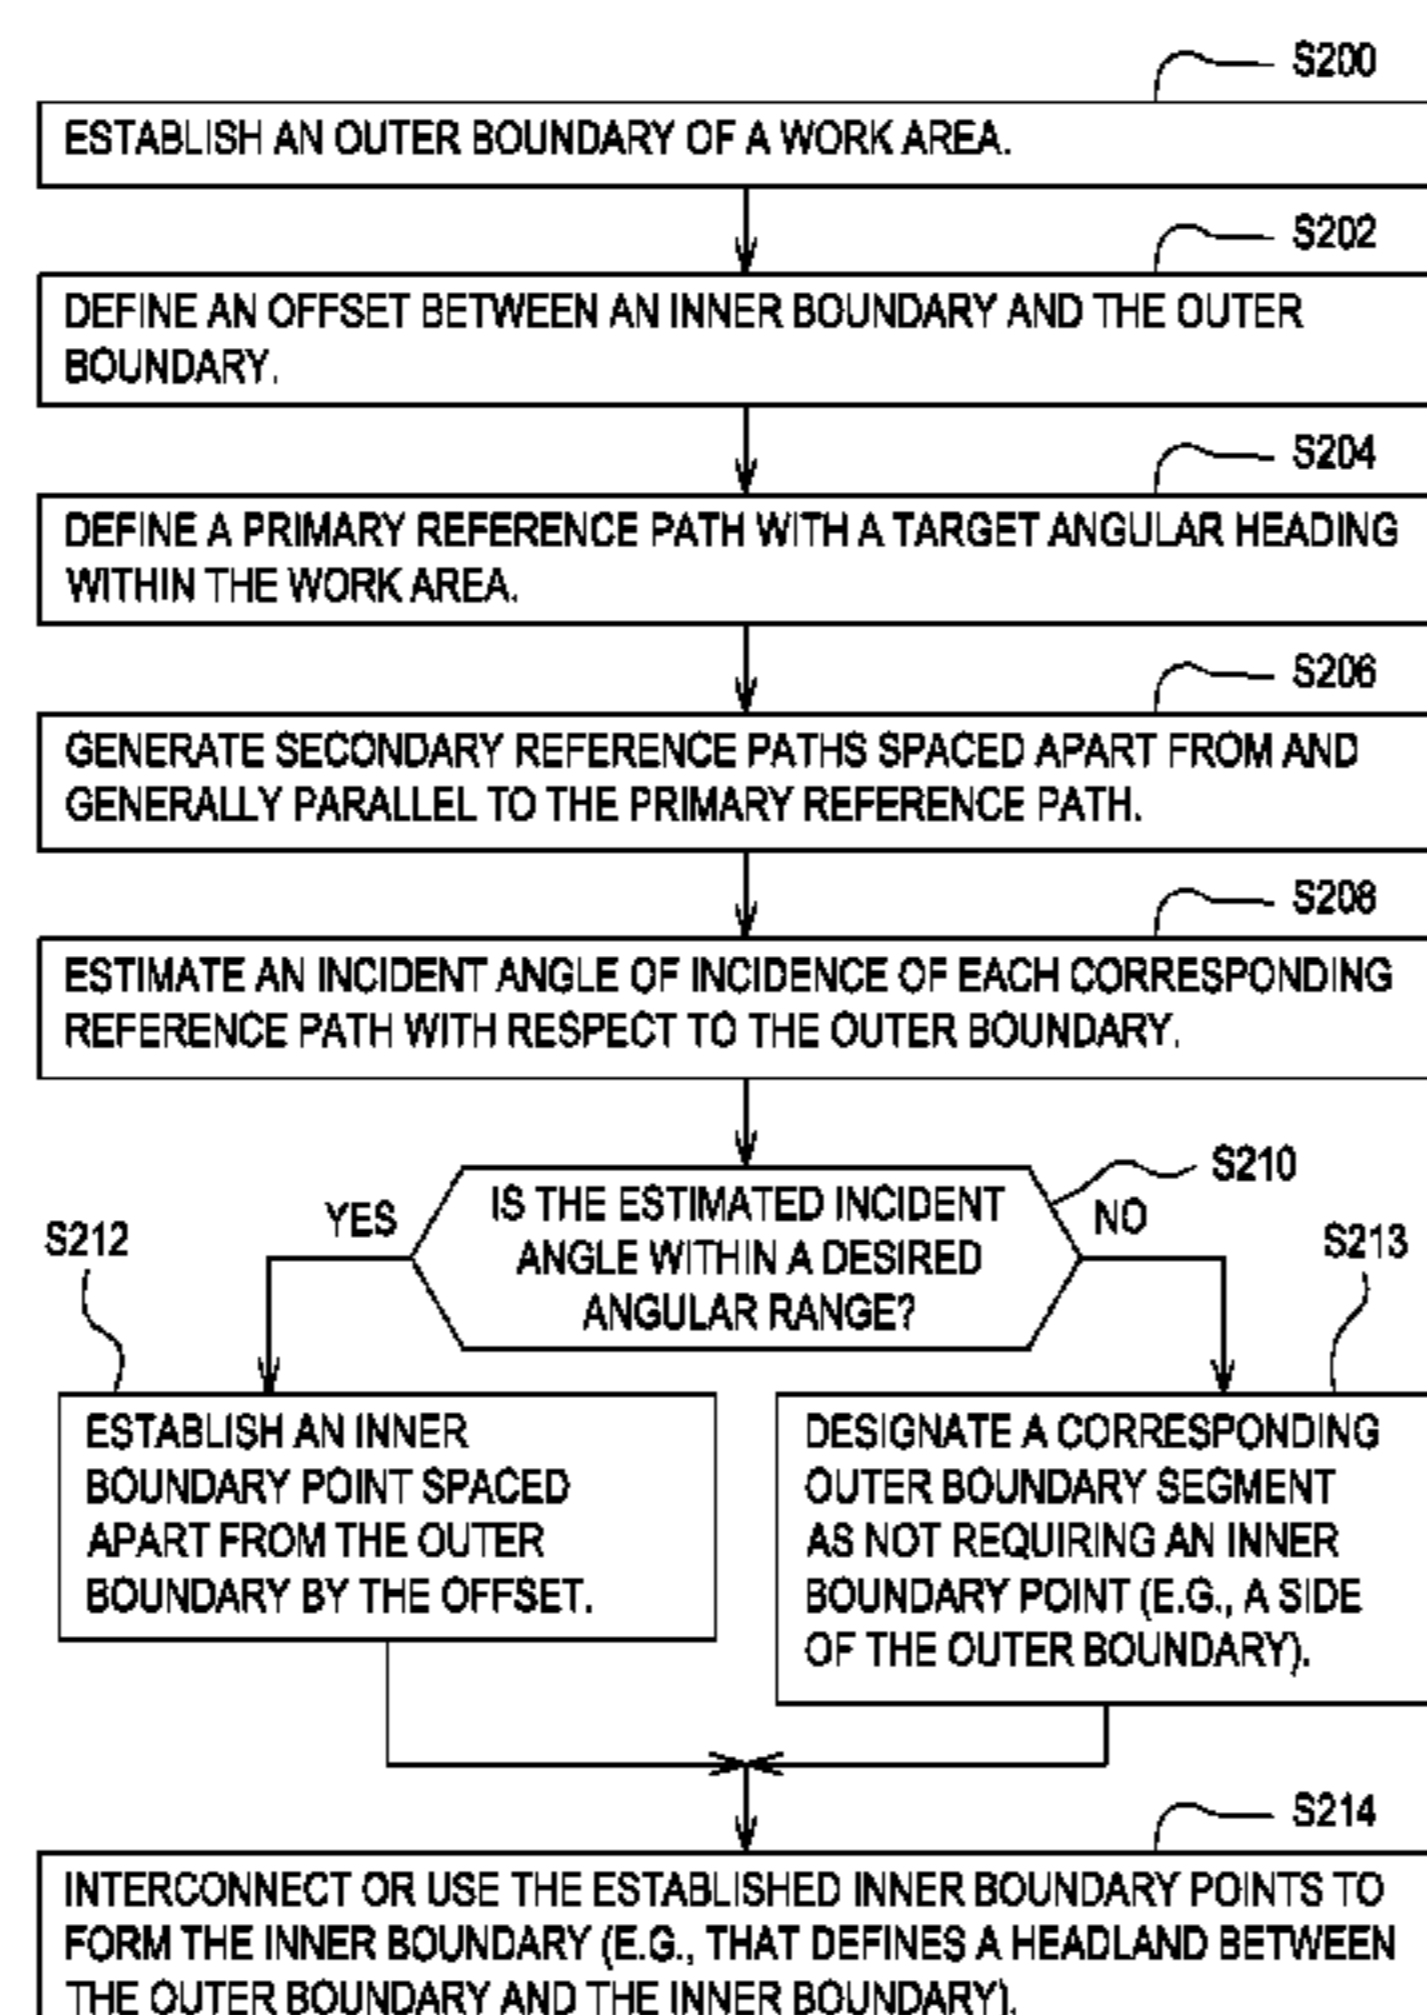 S200
ESTABLISH AN OUTER BOUNDARY OF A WORK AREA.
S202
DEFINE AN OFFSET BETWEEN AN INNER BOUNDARY AND THE OUTER
BOUNDARY.
S204
DEFINE A PRIMARY REFERENCE PATH WITH A TARGET ANGULAR HEADING
WITHIN THE WORK AREA.
S206
GENERATE SECONDARY REFERENCE PATHS SPACED APART FROM AND
GENERALLY PARALLEL TO THE PRIMARY REFERENCE PATH.
S208
ESTIMATE AN INCIDENT ANGLE OF INCIDENCE OF EACH CORRESPONDING
REFERENCE PATH WITH RESPECT TO THE OUTER BOUNDARY.
S210
IS THE ESTIMATED INCIDENT
ANGLE WITHIN A DESIRED
ANGULAR RANGE?
YES
NO
S212
ESTABLISH AN INNER
BOUNDARY POINT SPACED
APART FROM THE OUTER
BOUNDARY BY THE OFFSET.
S213
DESIGNATE A CORRESPONDING
OUTER BOUNDARY SEGMENT
AS NOT REQUIRING AN INNER
BOUNDARY POINT (E.G., A SIDE
OF THE OUTER BOUNDARY).
S214
INTERCONNECT OR USE THE ESTABLISHED INNER BOUNDARY POINTS TO
FORM THE INNER BOUNDARY (E.G., THAT DEFINES A HEADLAND BETWEEN
THE OUTER BOUNDARY AND THE INNER BOUNDARY).